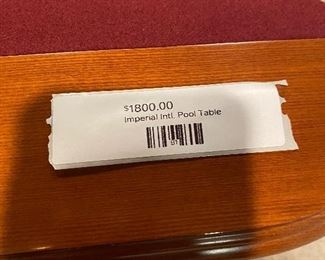 $1800.00
Imperial Intl. Pool Table